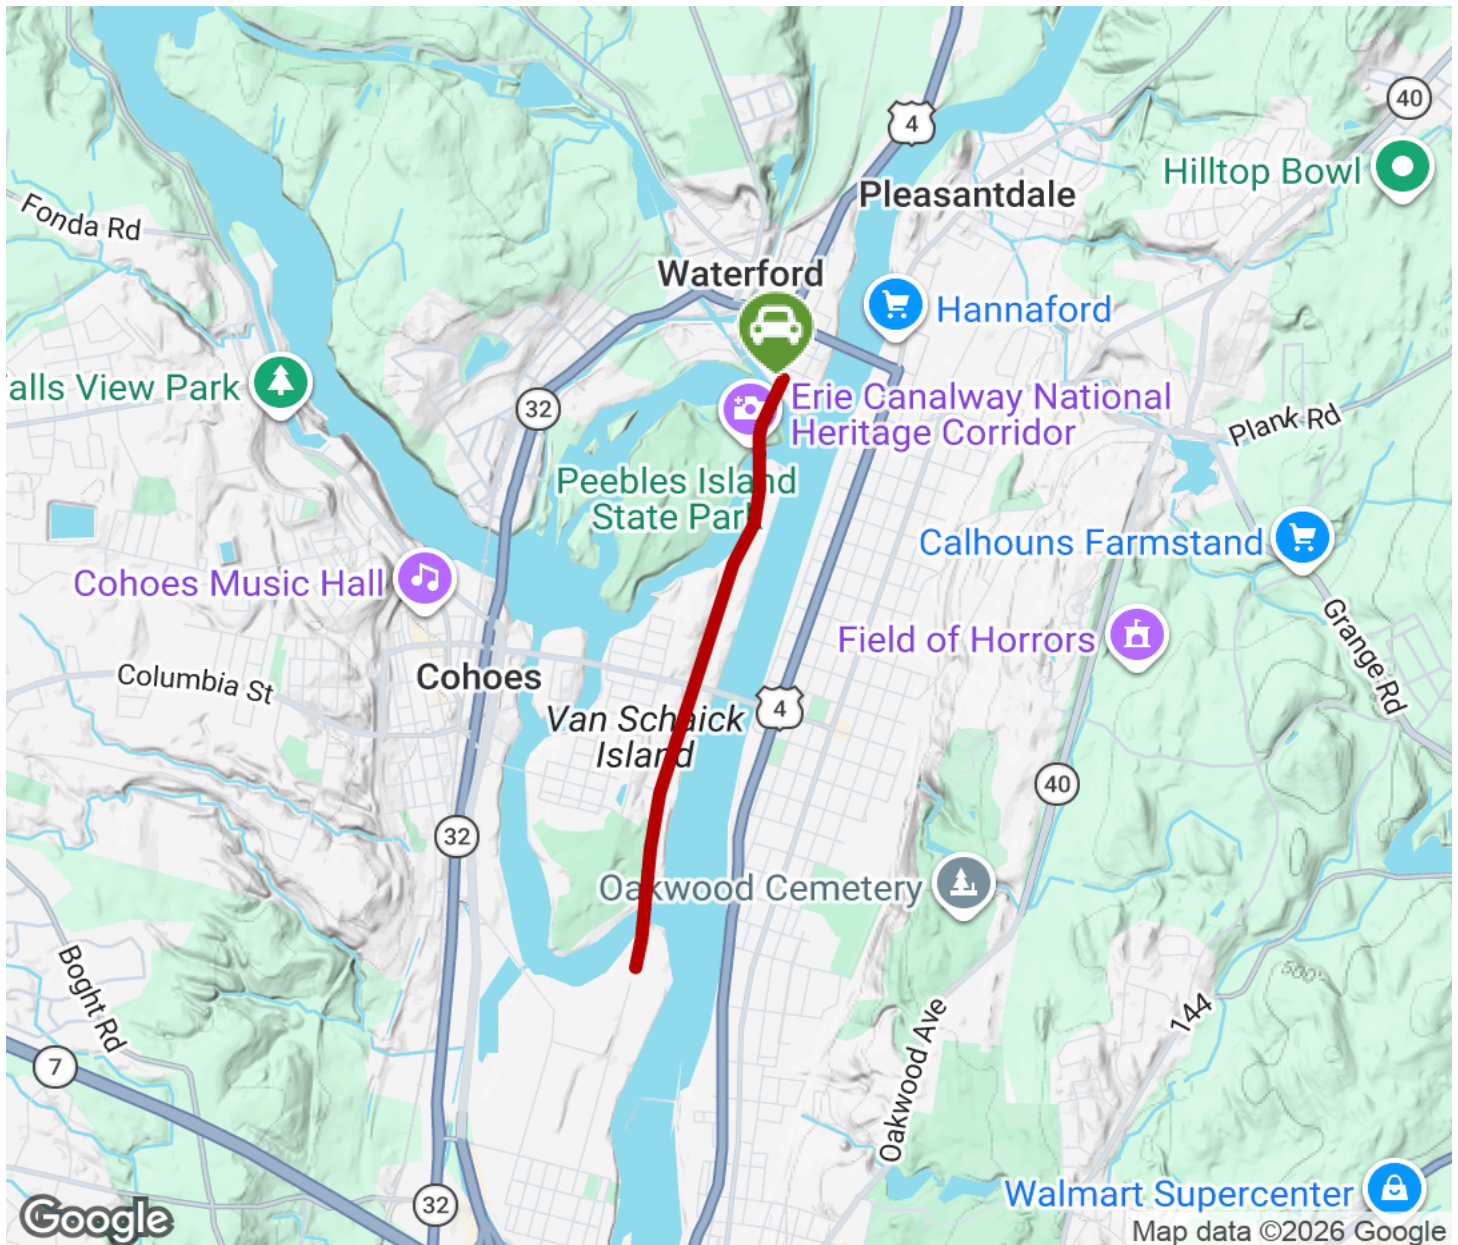 40
4
Hilltop Bowl
Pleasantdale
Fonda Rd
Waterford
Hannaford
alls View Park
32
Erie Canalway National
Heritage Corridor
Plank Rd
Peebles Island
State Park
Calhouns Farmstand
Cohoes Music Hall
Field of Horrors
Grange Rd
Columbia St
Cohoes
Van Schaick
Island
4
40
32
Oakwood Cemetery
Boght Rd
500'
144
Oakwood Ave
7
32
Walmart Supercenter
Google
Map data ©2026 Google